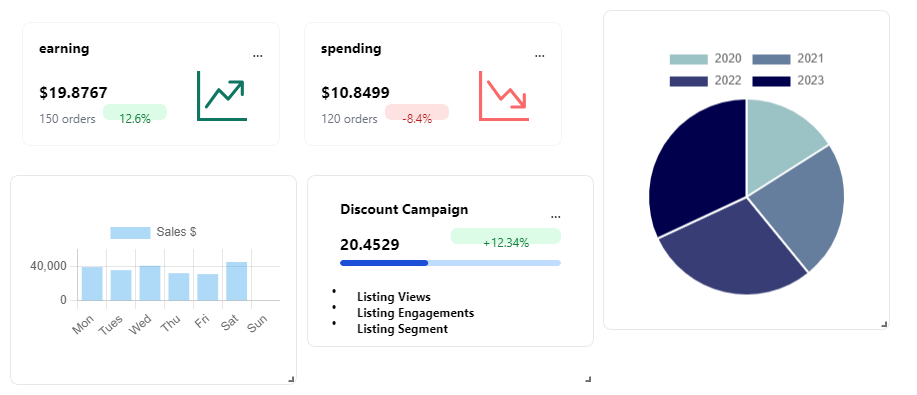 earning
...
$19.8767
150 orders
12.6%
spending
...
$10.8499
120 orders
-8.4%
2020
2021
2022
2023
Sales $
40,000
0
Mon
Tues
Wed
Thu
Fri
Sat
Sun
Discount Campaign
...
20.4529
+12.34%
• Listing Views
• Listing Engagements
• Listing Segment